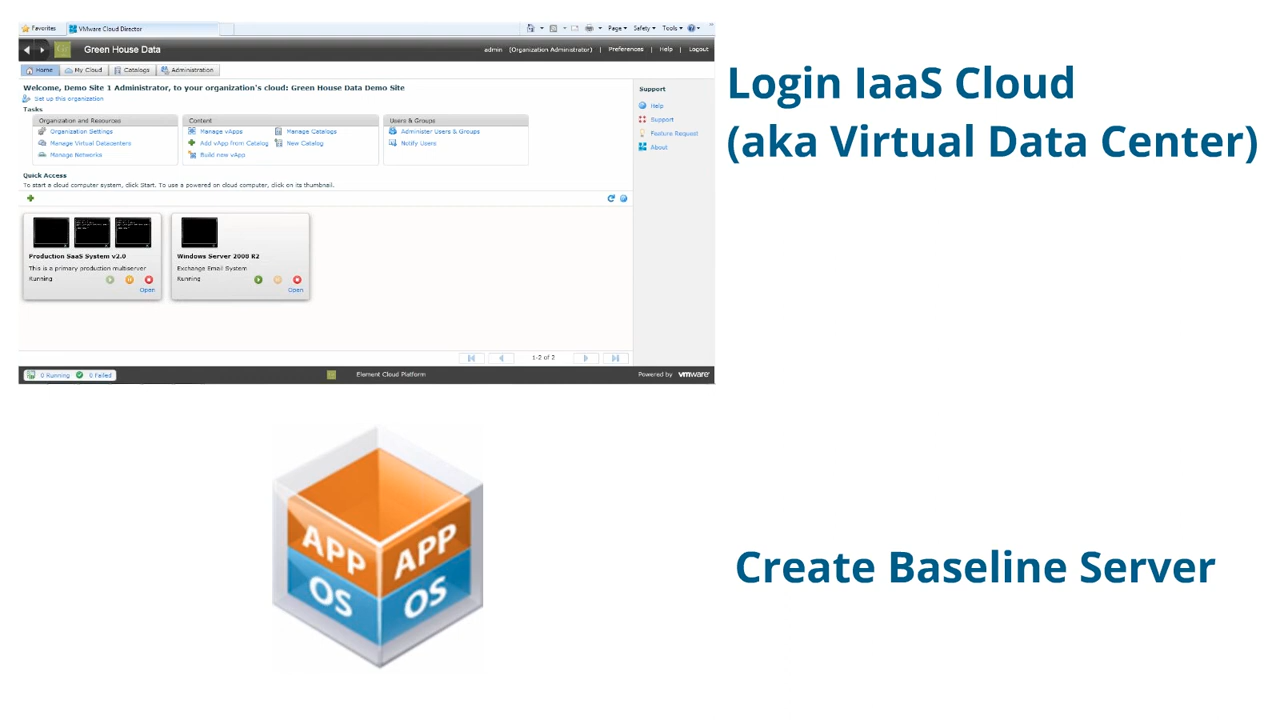 Favorites VMware Cloud Director Page Safety Tools
Green House Data admin (Organization Administrator) | Preferences | Help | Logout
Home My Cloud Catalogs Administration
Welcome, Demo Site 1 Administrator, to your organization's cloud: Green House Data Demo Site
Set up this organization
Tasks
Organization and Resources
Organization Settings
Manage Virtual Datacenters
Manage Networks
Content
Manage vApps Manage Catalogs
Add vApp from Catalog New Catalog
Build new vApp
Users & Groups
Administer Users & Groups
Notify Users
Quick Access
To start a cloud computer system, click Start. To use a powered on cloud computer, click on its thumbnail.
Production SaaS System v2.0
This is a primary production multiserver
Running
Open
Windows Server 2008 R2
Exchange Email System
Running
Open
1-2 of 2
Support
Help
Support
Feature Request
About
0 Running 0 Failed Element Cloud Platform Powered by vmware
Login IaaS Cloud
(aka Virtual Data Center)
APP APP
OS OS
Create Baseline Server